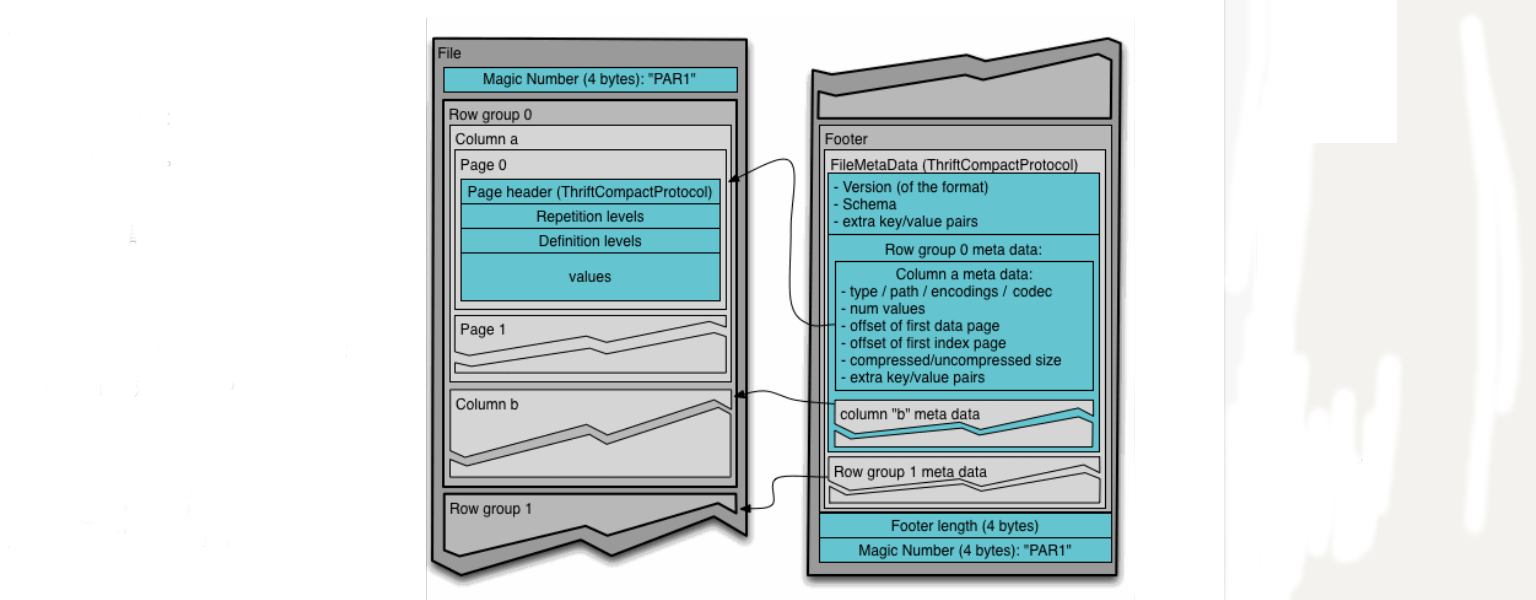 File
Magic Number (4 bytes): "PAR1"
Row group 0
Column a
Page 0
Page header (ThriftCompactProtocol)
Repetition levels
Definition levels
values
Page 1
Column b
Row group 1
Footer
FileMetaData (ThriftCompactProtocol)
- Version (of the format)
- Schema
- extra key/value pairs
Row group 0 meta data:
Column a meta data:
- type / path / encodings / codec
- num values
- offset of first data page
- offset of first index page
- compressed/uncompressed size
- extra key/value pairs
column "b" meta data
Row group 1 meta data
Footer length (4 bytes)
Magic Number (4 bytes): "PAR1"